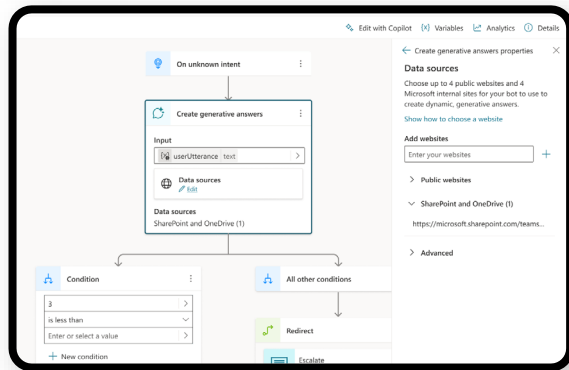 Edit with Copilot {x} Variables Analytics Details
On unknown intent
Create generative answers
Input
userUtterance text
Data sources
Edit
Data sources
SharePoint and OneDrive (1)
Condition
3
is less than
Enter or select a value
New condition
All other conditions
Redirect
Escalate
Create generative answers properties
Data sources
Choose up to 4 public websites and 4
Microsoft internal sites for your bot to use to
create dynamic, generative answers.
Show how to choose a website
Add websites
Enter your websites
Public websites
SharePoint and OneDrive (1)
https://microsoft.sharepoint.com/teams...
Advanced